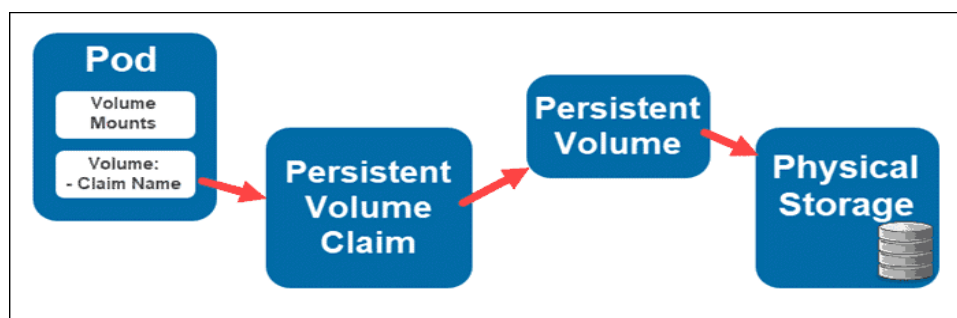 Pod
Volume
Mounts
Volume:
- Claim Name
Persistent
Volume
Claim
Persistent
Volume
Physical
Storage